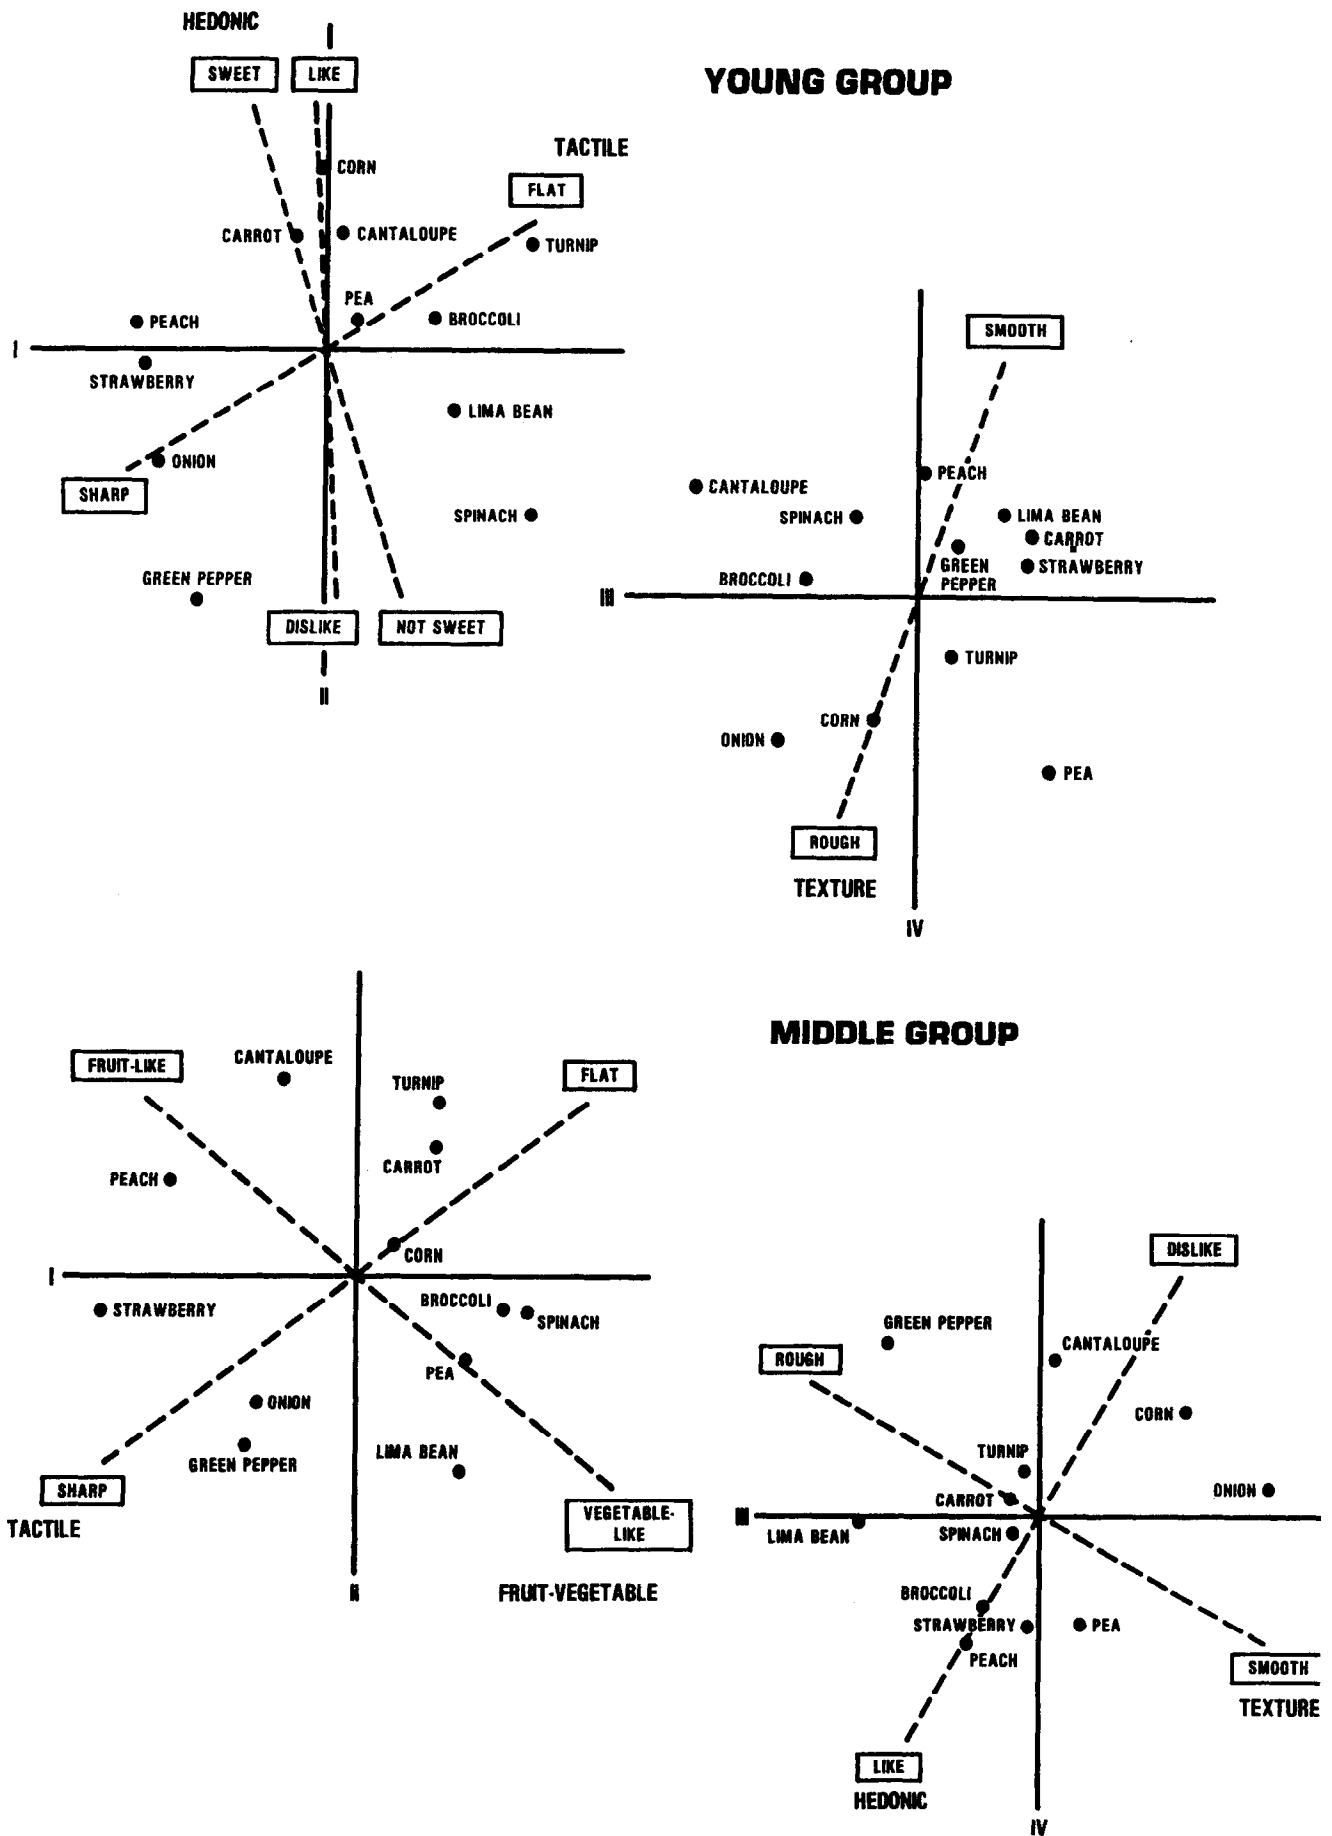 HEDONIC
I
SWEET
LIKE
YOUNG GROUP
TACTILE
CORN
FLAT
CARROT
CANTALOUPE
TURNIP
PEA
PEACH
BROCCOLI
I
STRAWBERRY
LIMA BEAN
ONION
SHARP
SPINACH
GREEN PEPPER
DISLIKE
NOT SWEET
II
SMOOTH
PEACH
CANTALOUPE
SPINACH
LIMA BEAN
CARROT
GREEN
PEPPER
STRAWBERRY
BROCCOLI
III
TURNIP
CORN
ONION
PEA
ROUGH
TEXTURE
IV
MIDDLE GROUP
FRUIT-LIKE
CANTALOUPE
TURNIP
FLAT
CARROT
PEACH
CORN
I
STRAWBERRY
BROCCOLI
SPINACH
PEA
ONION
GREEN PEPPER
LIMA BEAN
SHARP
TACTILE
VEGETABLE-
LIKE
II
FRUIT-VEGETABLE
DISLIKE
GREEN PEPPER
CANTALOUPE
ROUGH
CORN
TURNIP
CARROT
ONION
III
LIMA BEAN
SPINACH
BROCCOLI
STRAWBERRY
PEA
PEACH
SMOOTH
TEXTURE
LIKE
HEDONIC
IV